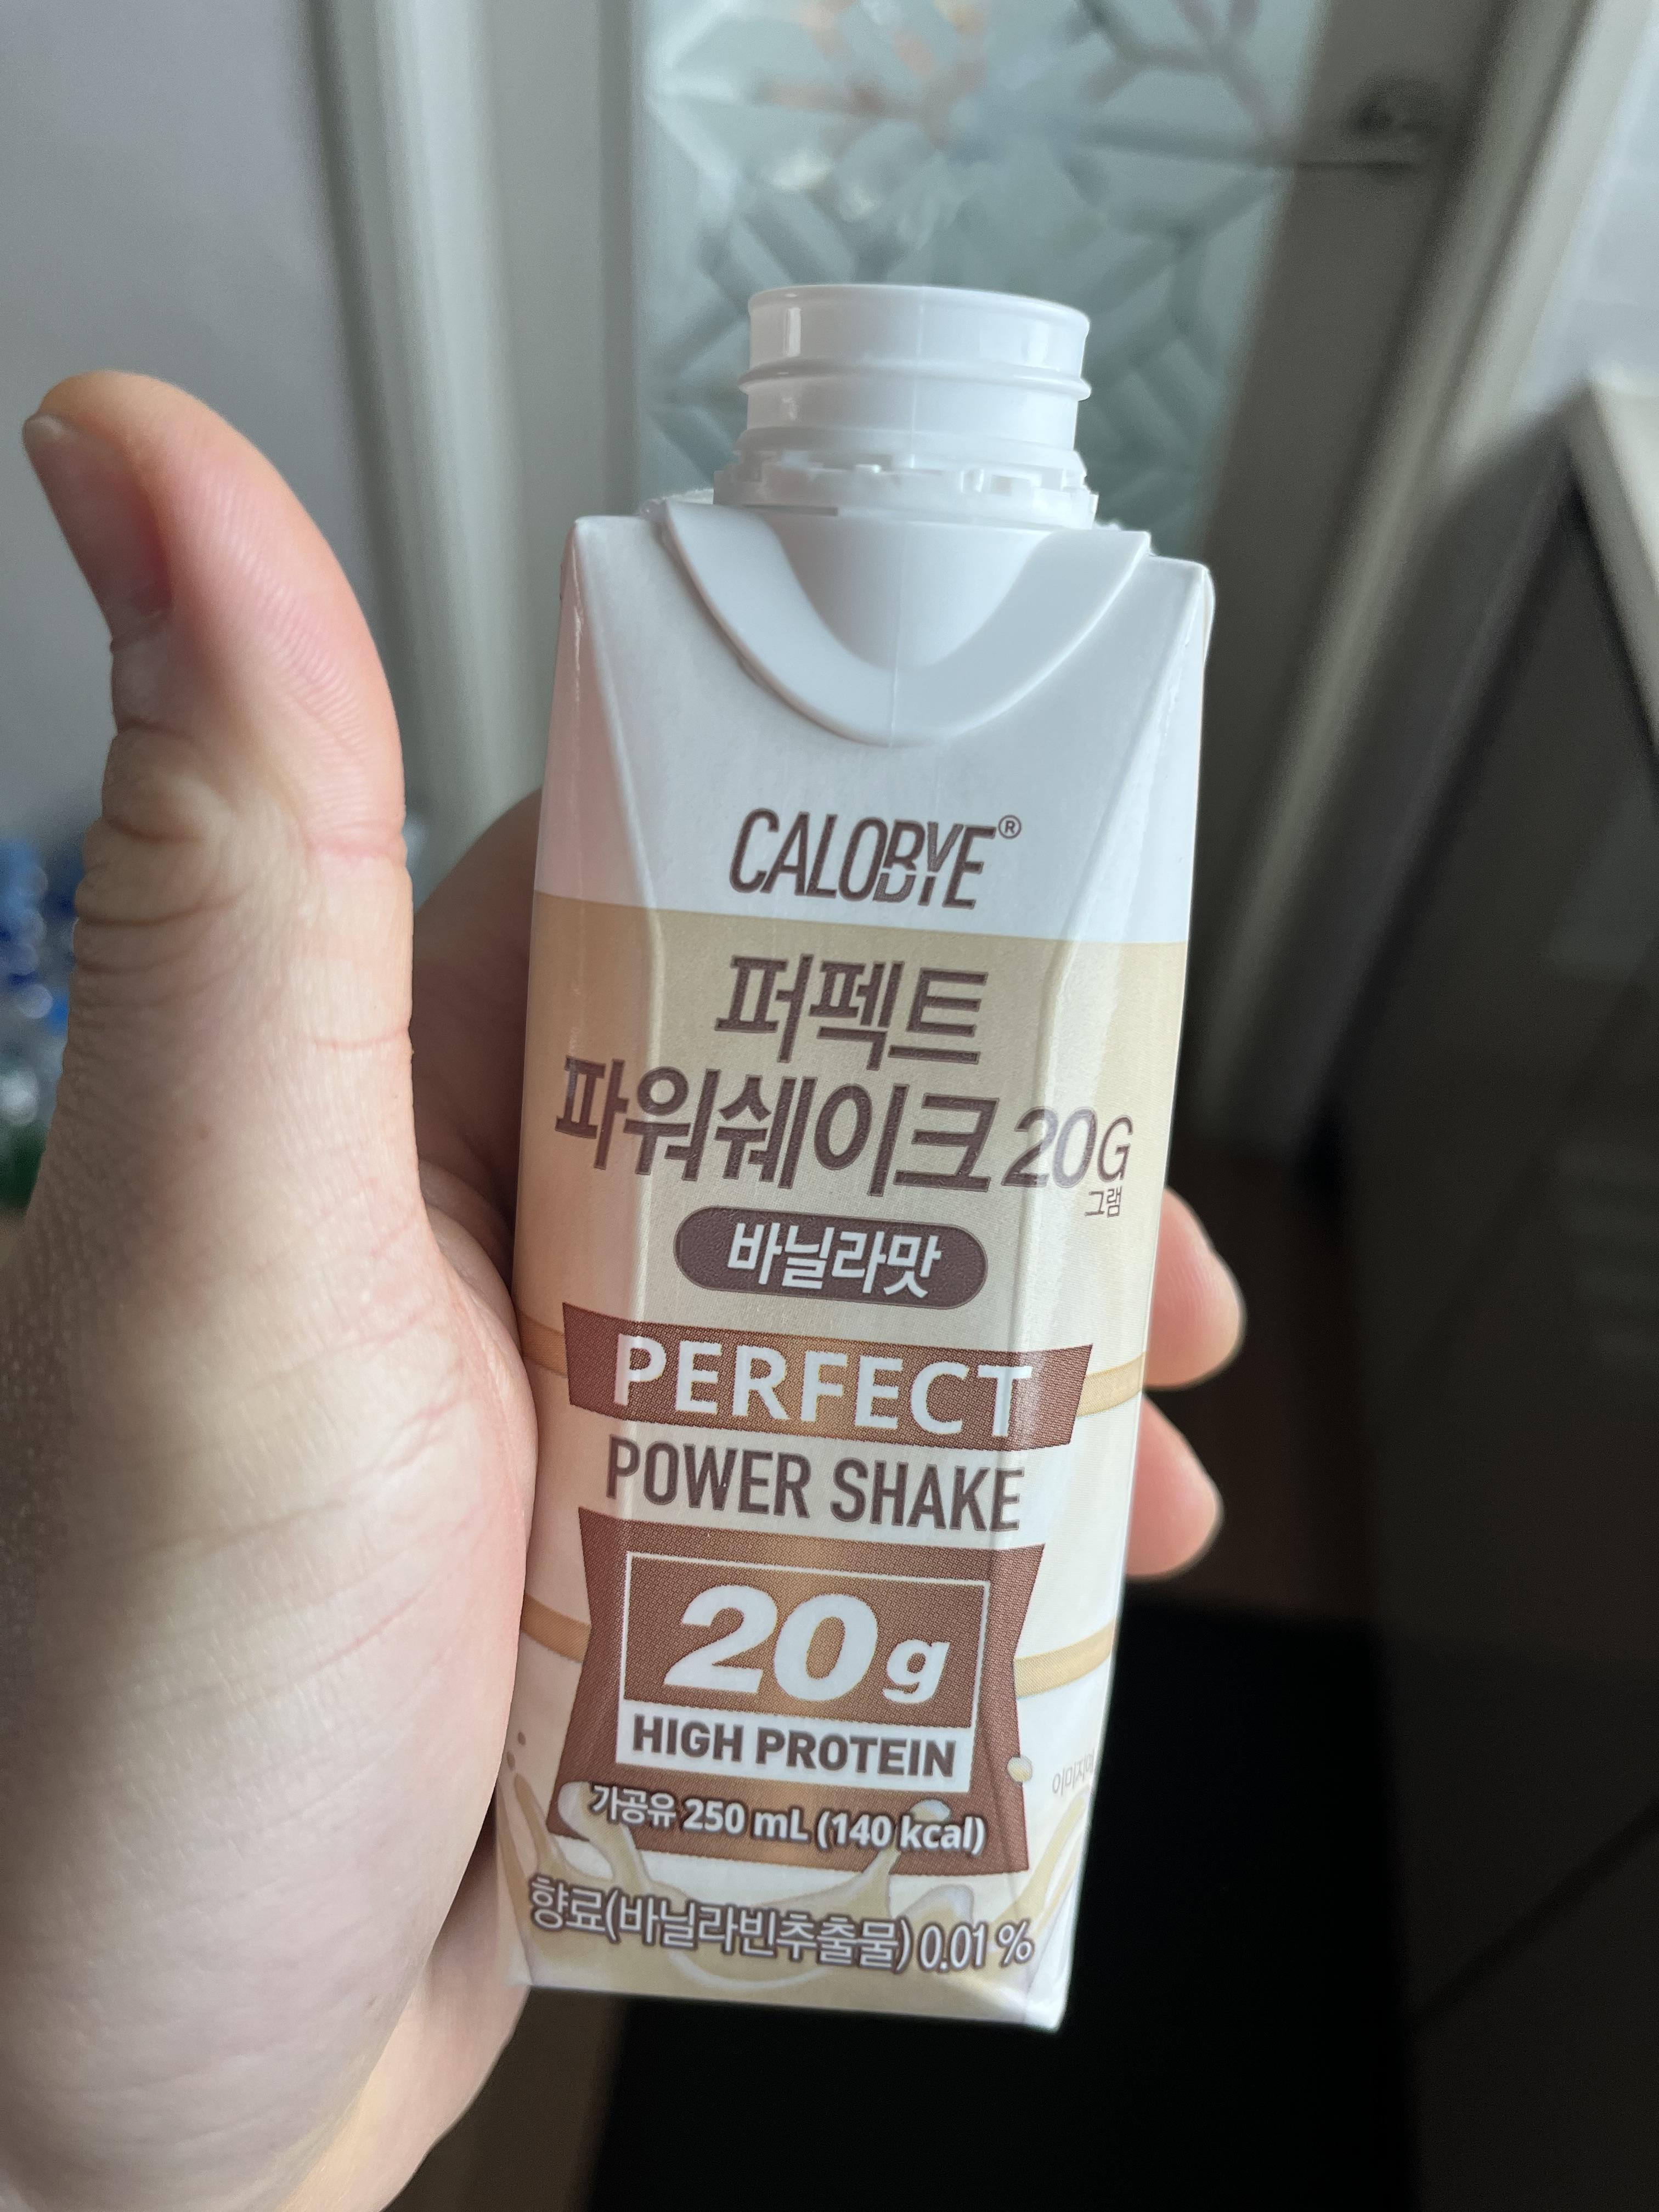 CALOBYE®
퍼펙트
파워쉐이크 20G
그램
바닐라맛
PERFECT
POWER SHAKE
20g
HIGH PROTEIN
가공유 250 mL (140 kcal)
향료(바닐라빈추출물) 0.01 %